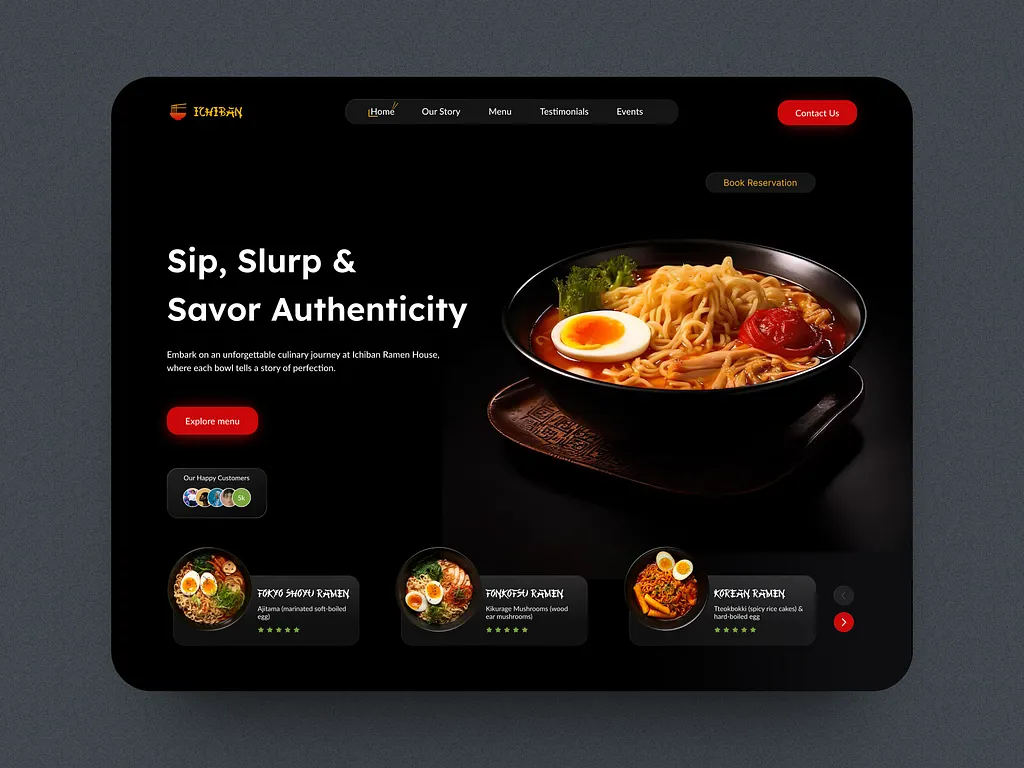 ICHIBAN
Home
Our Story
Menu
Testimonials
Events
Contact Us
Book Reservation
Sip, Slurp &
Savor Authenticity
Embark on an unforgettable culinary journey at Ichiban Ramen House,
where each bowl tells a story of perfection.
Explore menu
Our Happy Customers
5k
TOKYO SHOYU RAMEN
Ajitama (marinated soft-boiled
egg)
TONKOTSU RAMEN
Kikurage Mushrooms (wood
ear mushrooms)
KOREAN RAMEN
Tteokbokki (spicy rice cakes) &
hard-boiled egg